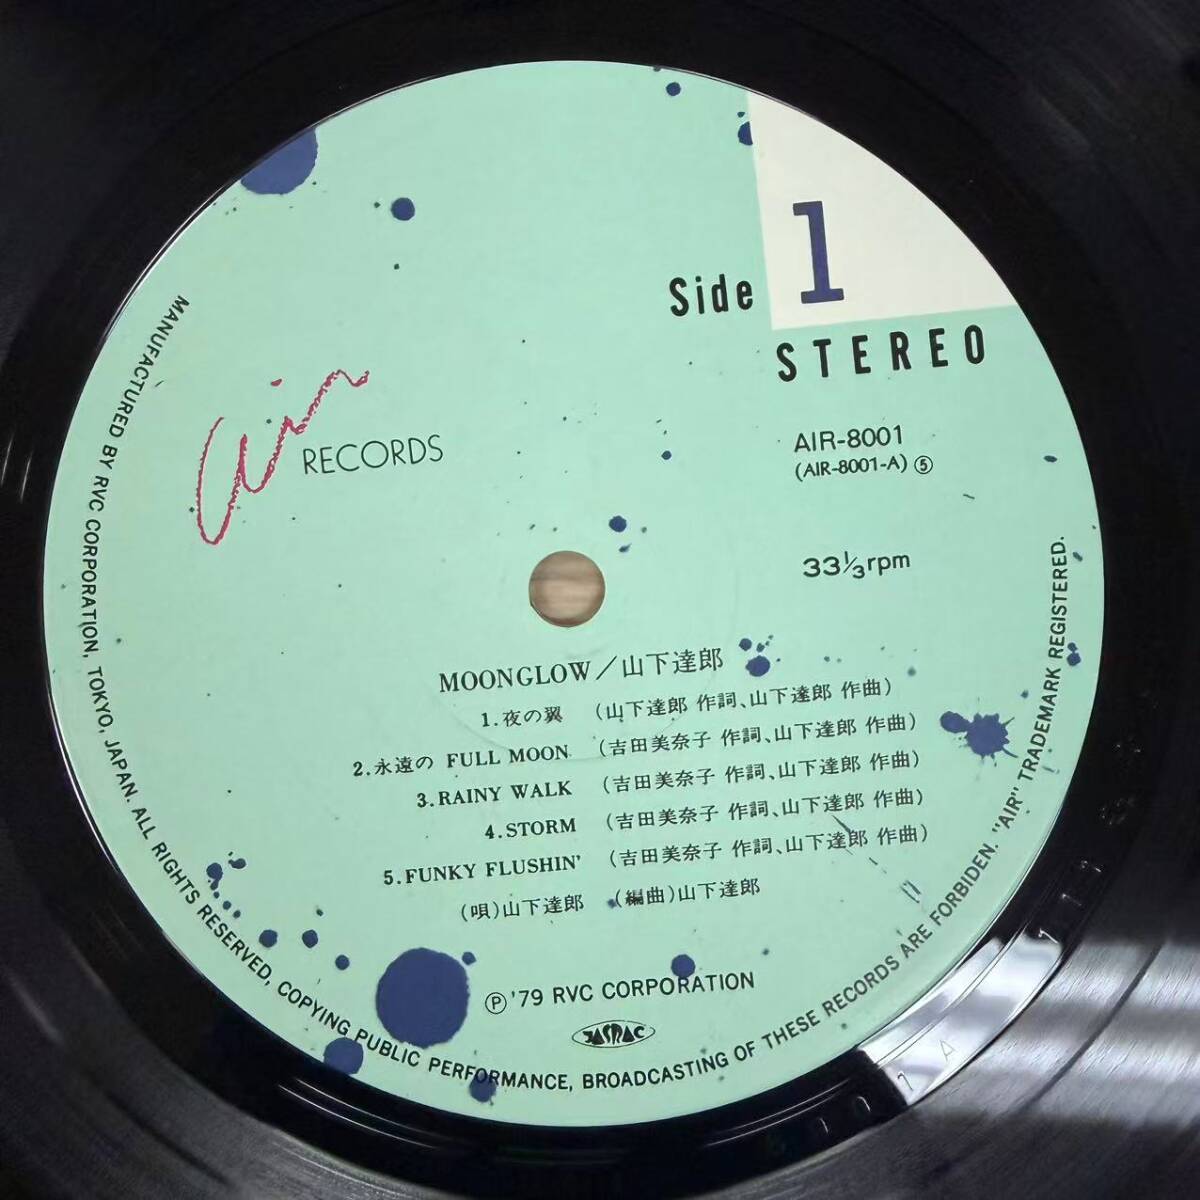 Side 1
STEREO
air RECORDS
AIR-8001
(AIR-8001-A) ⑤
33⅓rpm
MOONGLOW/山下達郎
1.夜の翼 (山下達郎 作詞、山下達郎 作曲)
2.永遠の FULL MOON (吉田美奈子 作詞、山下達郎 作曲)
3.RAINY WALK (吉田美奈子 作詞、山下達郎 作曲)
4.STORM (吉田美奈子 作詞、山下達郎 作曲)
5.FUNKY FLUSHIN' (吉田美奈子 作詞、山下達郎 作曲)
(唄)山下達郎 (編曲)山下達郎
Ⓟ'79 RVC CORPORATION
JASRAC
MANUFACTURED BY RVC CORPORATION, TOKYO, JAPAN. ALL RIGHTS RESERVED, COPYING, PUBLIC PERFORMANCE, BROADCASTING OF THESE RECORDS ARE FORBIDEN. "AIR" TRADEMARK REGISTERED.